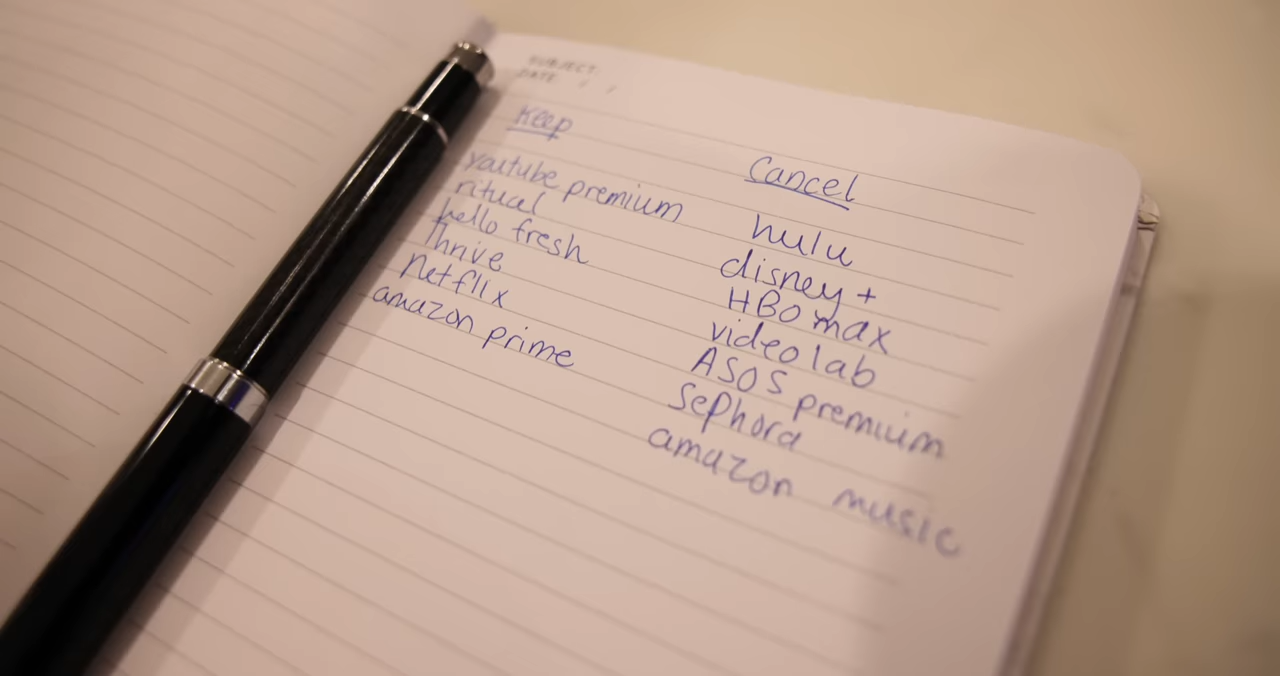 SUBJECT:
DATE / /
Keep
youtube premium
ritual
hello fresh
Thrive
Netflix
amazon prime
Cancel
hulu
disney +
HBO max
videolab
ASOS premium
Sephora
amazon music